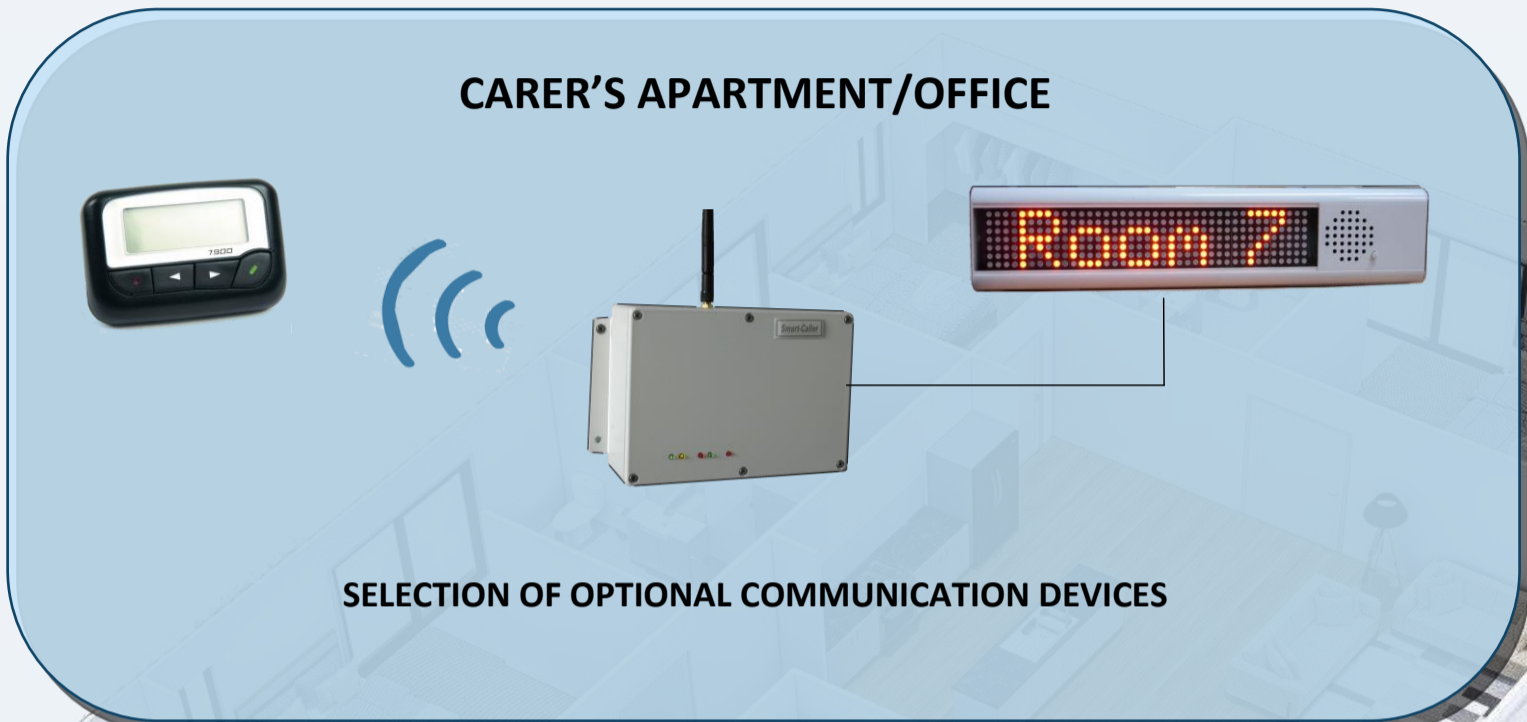 CARER’S APARTMENT/OFFICE
7900
Smart-Caller
Room 7
SELECTION OF OPTIONAL COMMUNICATION DEVICES